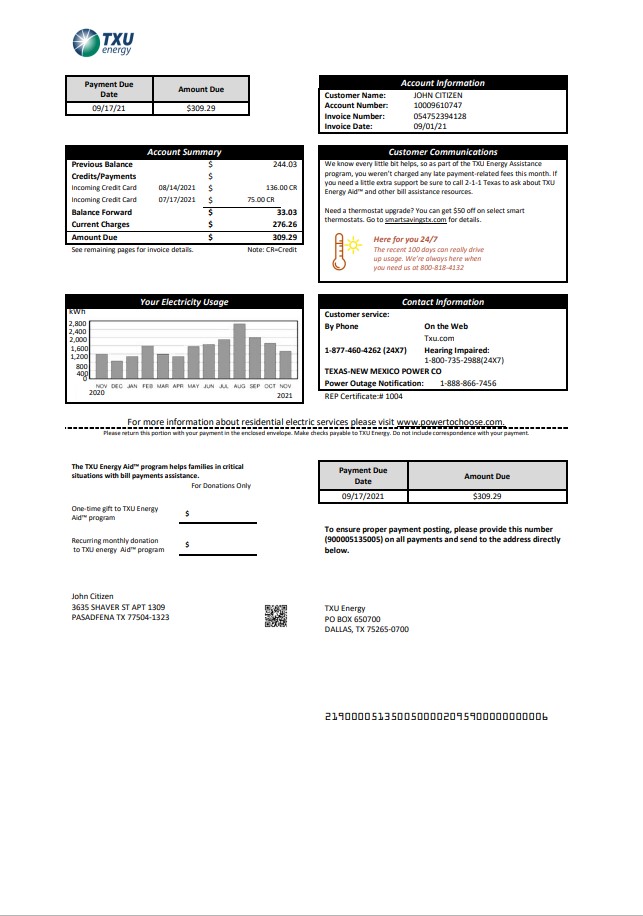 TXU
energy
Payment Due Date
Amount Due
09/17/21
$309.29
Account Information
Customer Name: JOHN CITIZEN
Account Number: 10009610747
Invoice Number: 054752394128
Invoice Date: 09/01/21
Account Summary
Previous Balance $ 244.03
Credits/Payments $
Incoming Credit Card 08/14/2021 $ 136.00 CR
Incoming Credit Card 07/17/2021 $ 75.00 CR
Balance Forward $ 33.03
Current Charges $ 276.26
Amount Due $ 309.29
See remaining pages for invoice details. Note: CR=Credit
Customer Communications
We know every little bit helps, so as part of the TXU Energy Assistance
program, you weren't charged any late payment-related fees this month. If
you need a little extra support be sure to call 2-1-1 Texas to ask about TXU
Energy Aid™ and other bill assistance resources.
Need a thermostat upgrade? You can get $50 off on select smart
thermostats. Go to smartsavingstx.com for details.
Here for you 24/7
The recent 100 days can really drive
up usage. We're always here when
you need us at 800-818-4132
Your Electricity Usage
kWh
2,800
2,400
1,600
1,200
800
400
0
NOV DEC JAN FEB MAR APR MAY JUN JUL AUG SEP OCT NOV
2020 2021
Contact Information
Customer service:
By Phone On the Web
Txu.com
1-877-460-4262 (24X7) Hearing Impaired:
1-800-735-2988(24X7)
TEXAS-NEW MEXICO POWER CO
Power Outage Notification: 1-888-866-7456
REP Certificate:# 1004
For more information about residential electric services please visit www.powertochoose.com.
Please return this portion with your payment in the enclosed envelope. Make checks payable to TXU Energy. Do not include correspondence with your payment.
The TXU Energy Aid™ program helps families in critical
situations with bill payments assistance.
For Donations Only
One-time gift to TXU Energy
Aid™ program $
Recurring monthly donation
to TXU energy Aid™ program $
Payment Due Date
Amount Due
09/17/2021
$309.29
To ensure proper payment posting, please provide this number
(900005135005) on all payments and send to the address directly
below.
John Citizen
3635 SHAVER ST APT 1309
PASADFENA TX 77504-1323
TXU Energy
PO BOX 650700
DALLAS, TX 75265-0700
219000051350050000209590000000006